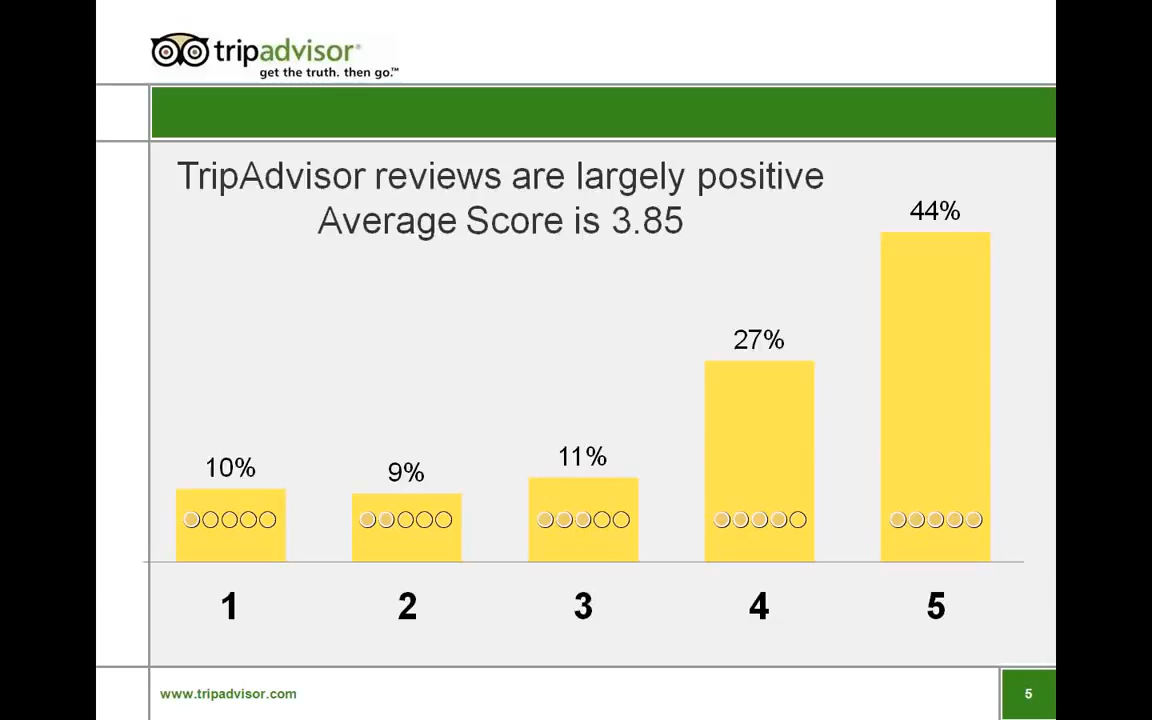 tripadvisor®
get the truth. then go.™
TripAdvisor reviews are largely positive
Average Score is 3.85
10%
9%
11%
27%
44%
1
2
3
4
5
www.tripadvisor.com
5